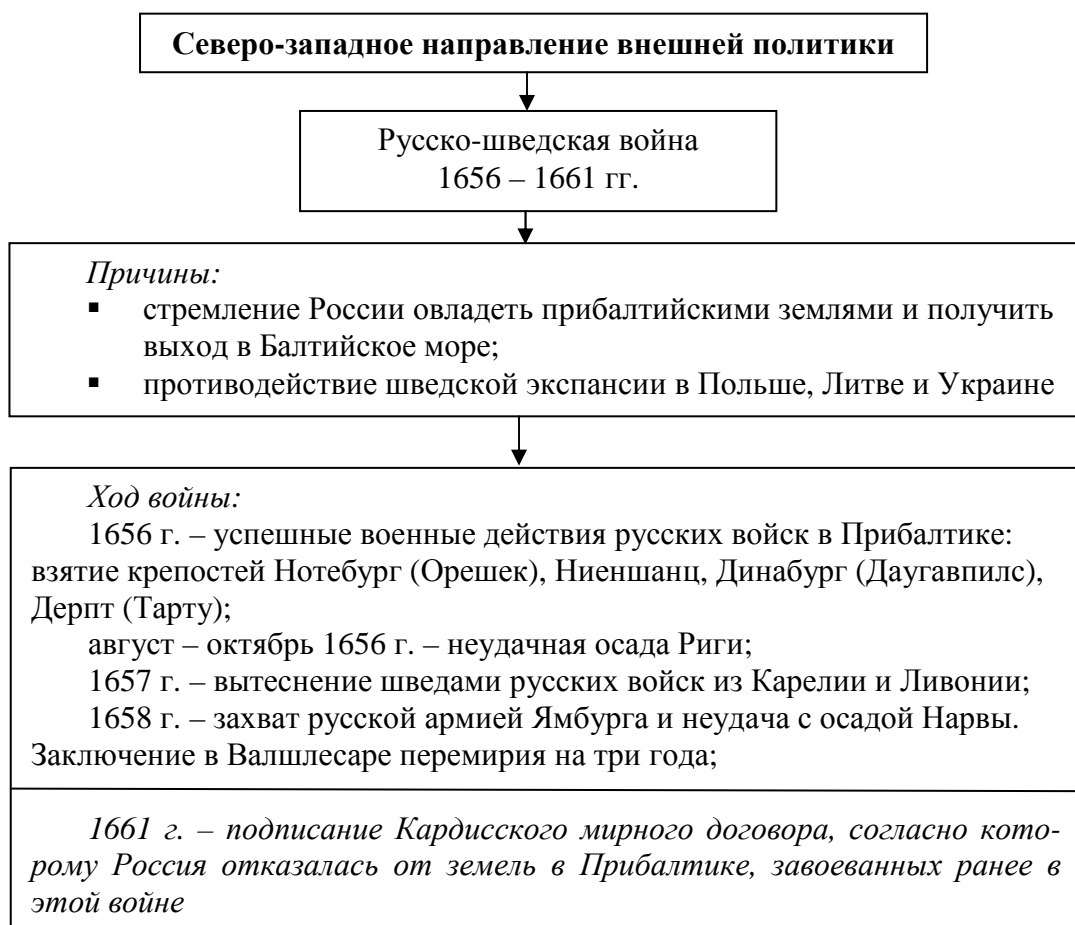 Северо-западное направление внешней политики
Русско-шведская война
1656 – 1661 гг.
Причины:
▪ стремление России овладеть прибалтийскими землями и получить
выход в Балтийское море;
▪ противодействие шведской экспансии в Польше, Литве и Украине
Ход войны:
1656 г. – успешные военные действия русских войск в Прибалтике:
взятие крепостей Нотебург (Орешек), Ниеншанц, Динабург (Даугавпилс),
Дерпт (Тарту);
август – октябрь 1656 г. – неудачная осада Риги;
1657 г. – вытеснение шведами русских войск из Карелии и Ливонии;
1658 г. – захват русской армией Ямбурга и неудача с осадой Нарвы.
Заключение в Валшлесаре перемирия на три года;
1661 г. – подписание Кардисского мирного договора, согласно кото-
рому Россия отказалась от земель в Прибалтике, завоеванных ранее в
этой войне